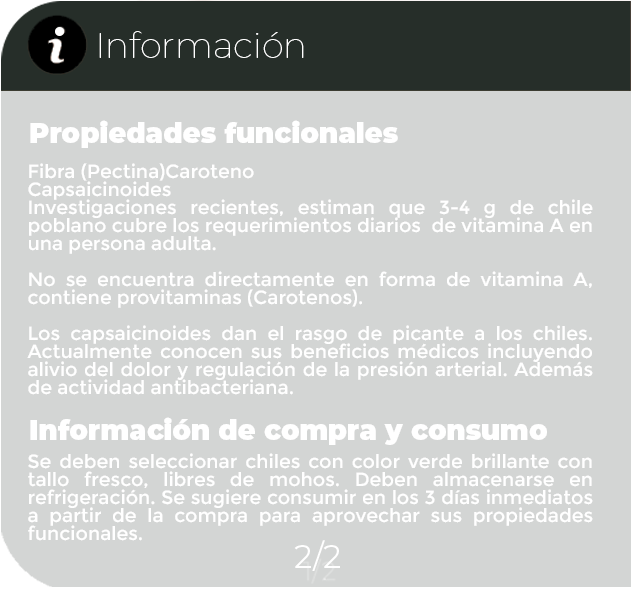 i Información
Propiedades funcionales
Fibra (Pectina)Caroteno
Capsaicinoides
Investigaciones recientes, estiman que 3-4 g de chile
poblano cubre los requerimientos diarios de vitamina A en
una persona adulta.
No se encuentra directamente en forma de vitamina A,
contiene provitaminas (Carotenos).
Los capsaicinoides dan el rasgo de picante a los chiles.
Actualmente conocen sus beneficios médicos incluyendo
alivio del dolor y regulación de la presión arterial. Además
de actividad antibacteriana.
Información de compra y consumo
Se deben seleccionar chiles con color verde brillante con
tallo fresco, libres de mohos. Deben almacenarse en
refrigeración. Se sugiere consumir en los 3 días inmediatos
a partir de la compra para aprovechar sus propiedades
funcionales.
2/2
1/2